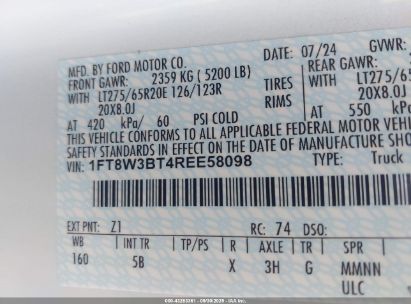 MFD. BY FORD MOTOR CO.
DATE: 07/24 GVWR:
FRONT GAWR: 2359 KG ( 5200 LB) REAR GAWR:
WITH LT275/65R20E 126/123R TIRES WITH LT275/65
20X8.0J RIMS 20X8.0J
AT 420 kPa/ 60 PSI COLD AT 550 kPa/
THIS VEHICLE CONFORMS TO ALL APPLICABLE FEDERAL MOTOR VEHIC
SAFETY STANDARDS IN EFFECT ON THE DATE OF MANUFACTURE SHO
VIN: 1FT8W3BT4REE58098 TYPE: Truck
EXT PNT: Z1 RC: 74 DSO:
WB INT TR TP/PS R AXLE TR SPR
160 5B X 3H G MMNN
ULC